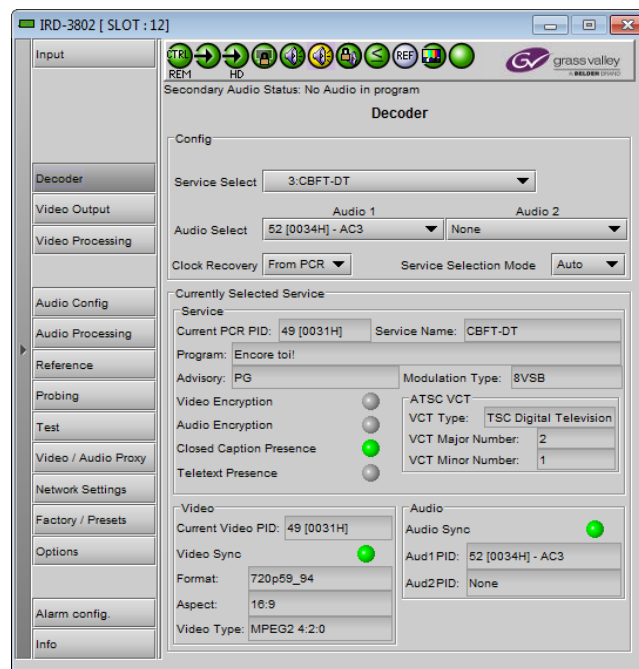 IRD-3802 [ SLOT : 12]
CTRL
REM
HD
REF
GV
grass valley
A BELDEN BRAND
Secondary Audio Status: No Audio in program
Input
Decoder
Video Output
Video Processing
Audio Config
Audio Processing
Reference
Probing
Test
Video / Audio Proxy
Network Settings
Factory / Presets
Options
Alarm config.
Info
Decoder
Config
Service Select 3:CBFT-DT
Audio 1 Audio 2
Audio Select 52 [0034H] - AC3 None
Clock Recovery From PCR Service Selection Mode Auto
Currently Selected Service
Service
Current PCR PID: 49 [0031H] Service Name: CBFT-DT
Program: Encore toi!
Advisory: PG Modulation Type: 8VSB
Video Encryption
Audio Encryption
Closed Caption Presence
Teletext Presence
ATSC VCT
VCT Type: TSC Digital Television
VCT Major Number: 2
VCT Minor Number: 1
Video
Current Video PID: 49 [0031H]
Video Sync
Format: 720p59_94
Aspect: 16:9
Video Type: MPEG2 4:2:0
Audio
Audio Sync
Aud1PID: 52 [0034H] - AC3
Aud2PID: None